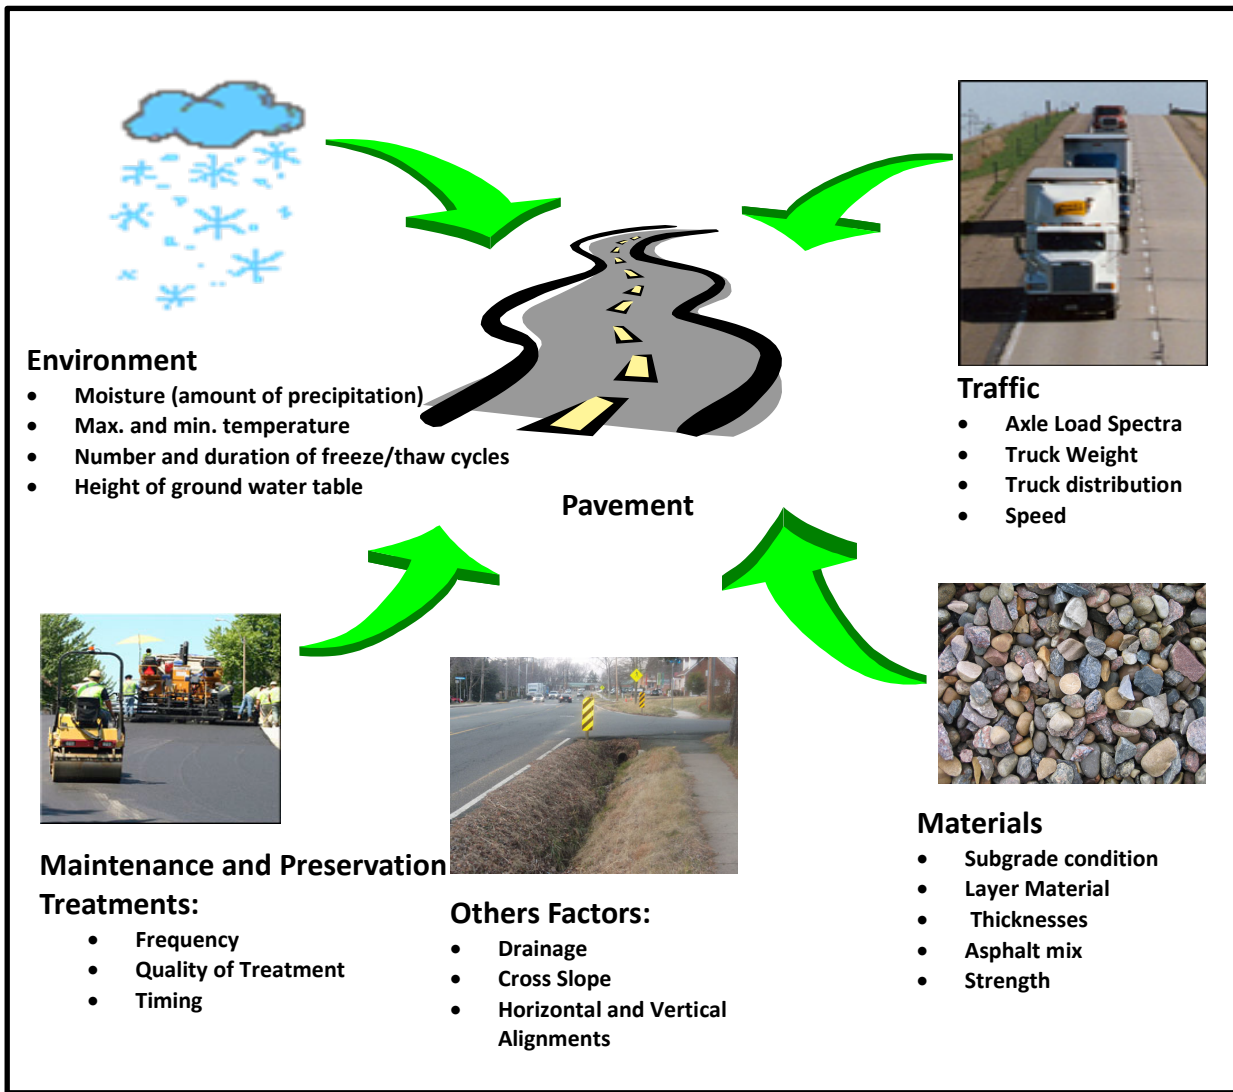 Environment
• Moisture (amount of precipitation)
• Max. and min. temperature
• Number and duration of freeze/thaw cycles
• Height of ground water table
Pavement
Traffic
• Axle Load Spectra
• Truck Weight
• Truck distribution
• Speed
Maintenance and Preservation
Treatments:
• Frequency
• Quality of Treatment
• Timing
Others Factors:
• Drainage
• Cross Slope
• Horizontal and Vertical
Alignments
Materials
• Subgrade condition
• Layer Material
• Thicknesses
• Asphalt mix
• Strength